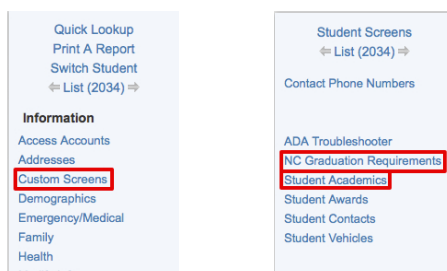 Quick Lookup
Print A Report
Switch Student
⇦ List (2034) ⇨
Information
Access Accounts
Addresses
Custom Screens
Demographics
Emergency/Medical
Family
Health
Student Screens
⇦ List (2034) ⇨
Contact Phone Numbers
ADA Troubleshooter
NC Graduation Requirements
Student Academics
Student Awards
Student Contacts
Student Vehicles